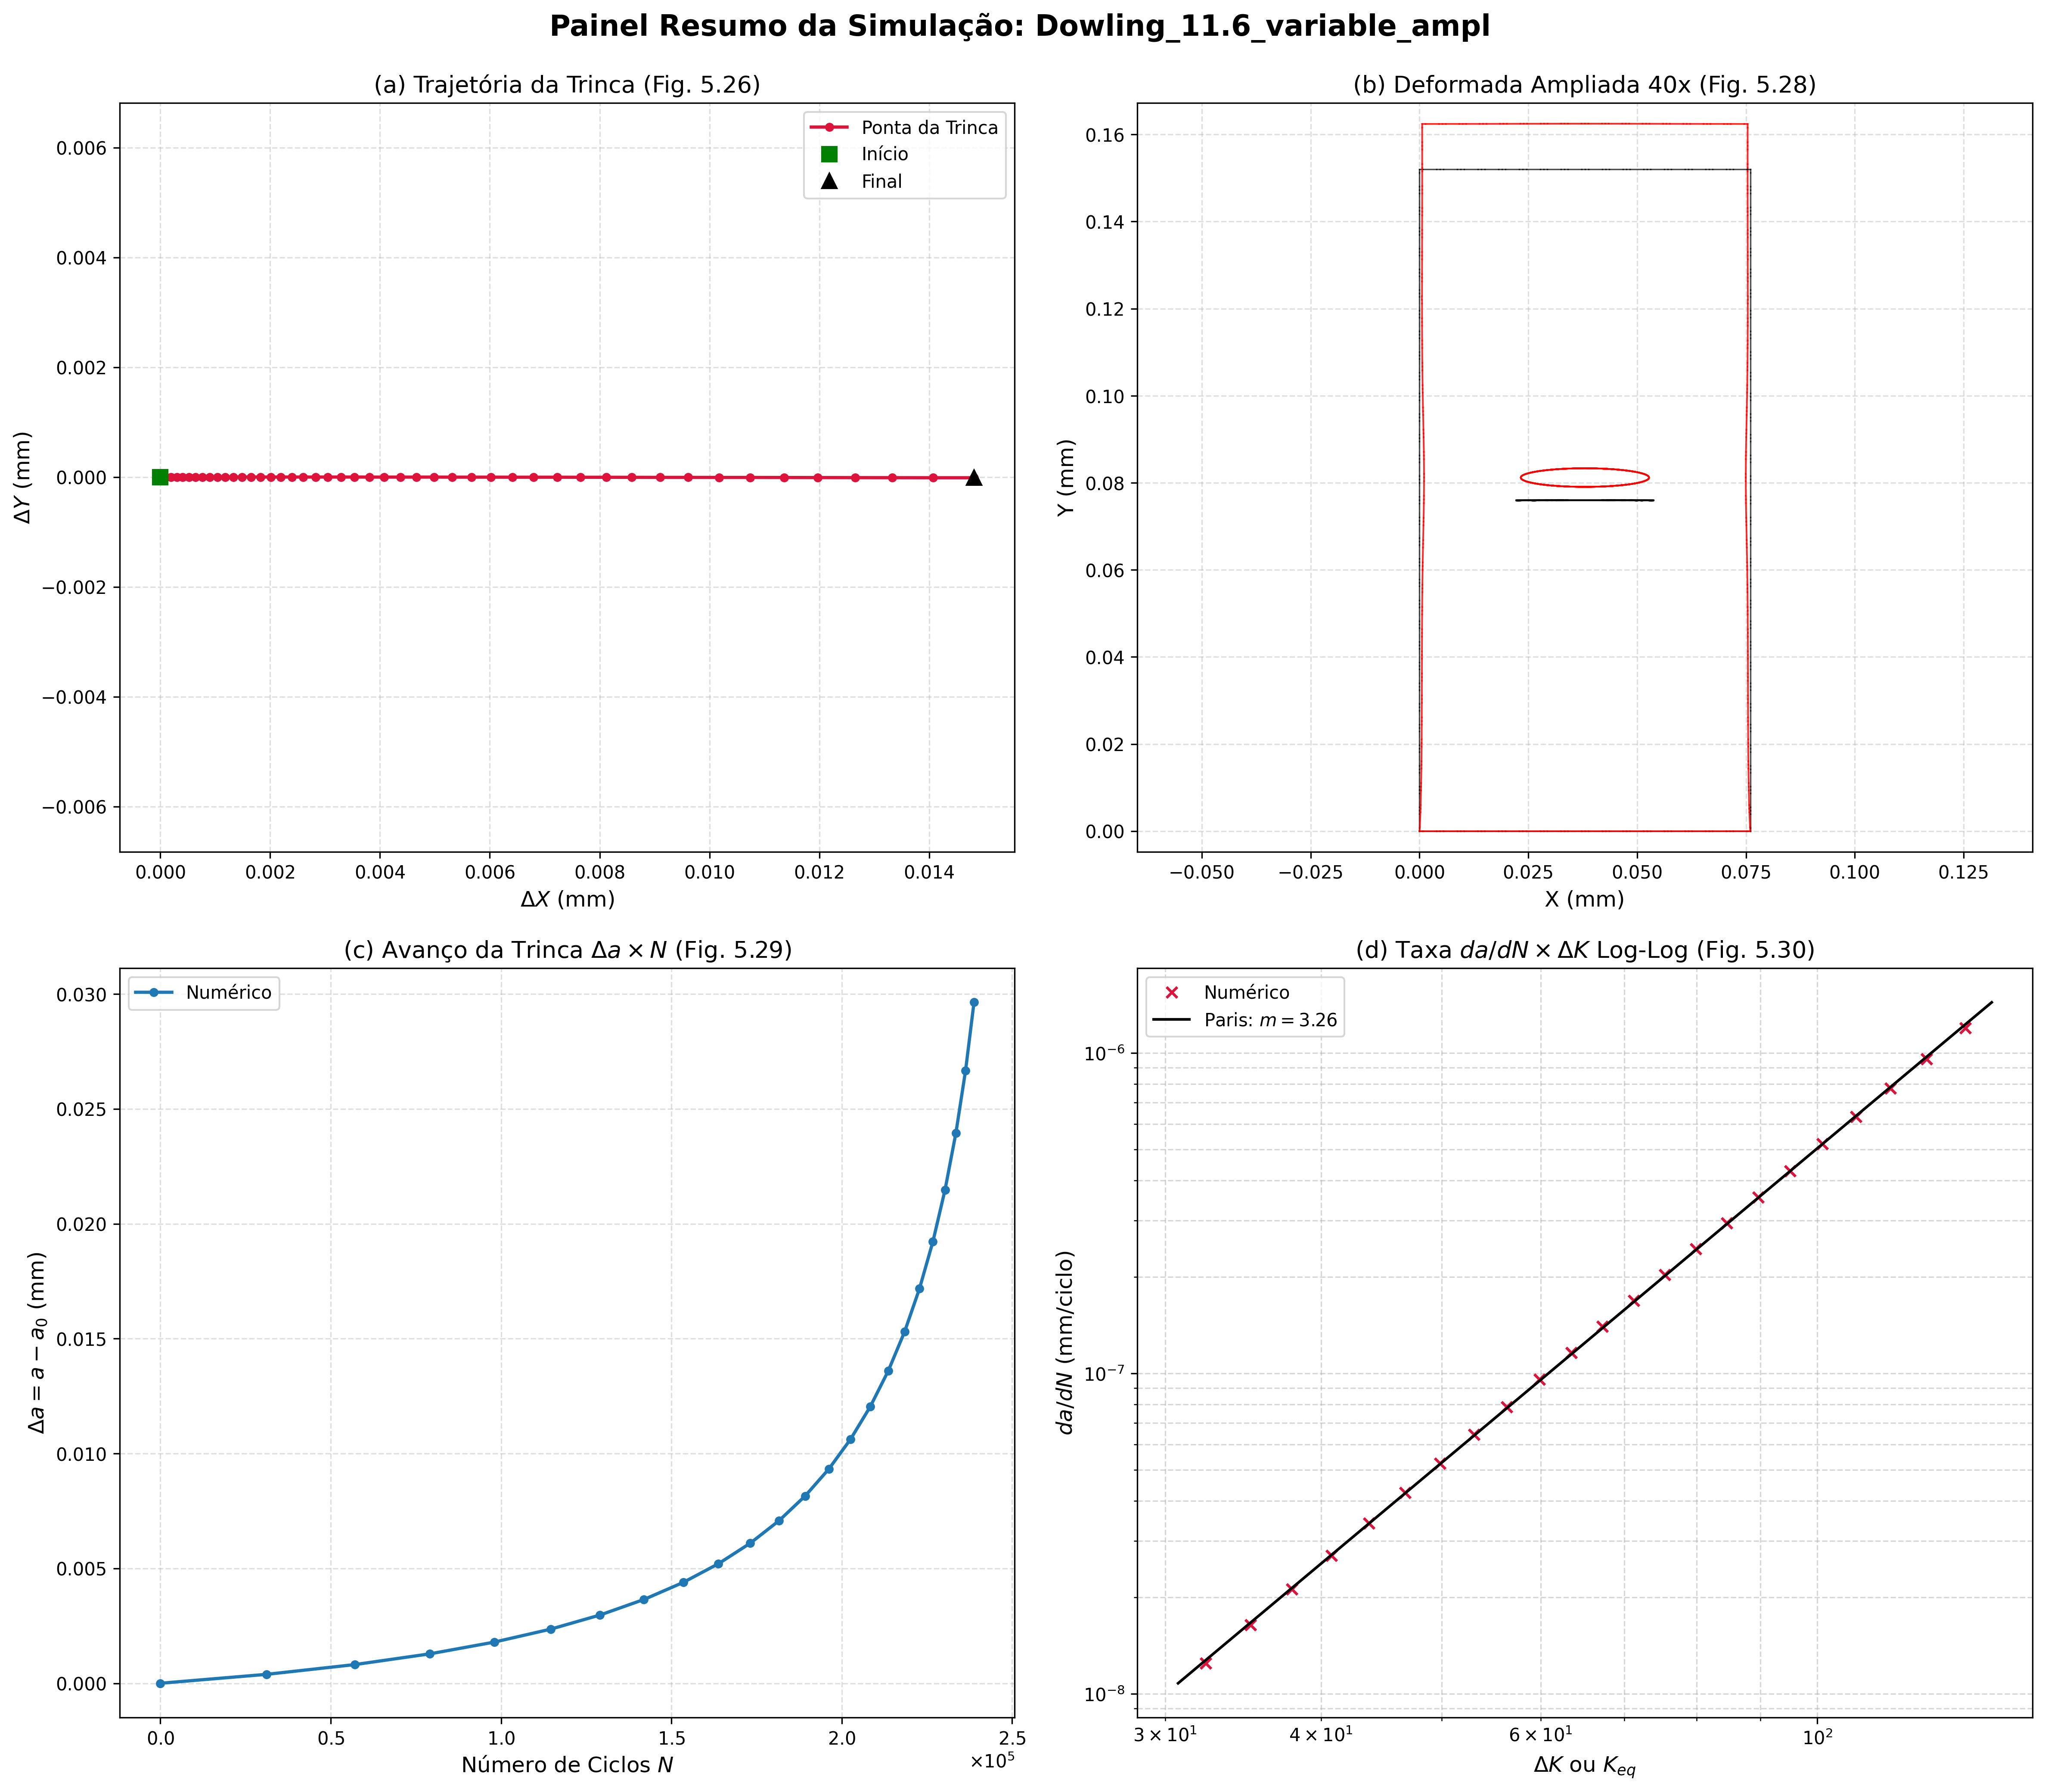 Painel Resumo da Simulação: Dowling_11.6_variable_ampl
(a) Trajetória da Trinca (Fig. 5.26)
Ponta da Trinca
Início
Final
0.006
0.004
0.002
0.000
−0.002
−0.004
−0.006
ΔY (mm)
0.000 0.002 0.004 0.006 0.008 0.010 0.012 0.014
ΔX (mm)
(b) Deformada Ampliada 40x (Fig. 5.28)
0.16
0.14
0.12
0.10
0.08
0.06
0.04
0.02
0.00
Y (mm)
−0.050 −0.025 0.000 0.025 0.050 0.075 0.100 0.125
X (mm)
(c) Avanço da Trinca Δa × N (Fig. 5.29)
Numérico
0.030
0.025
0.020
0.015
0.010
0.005
0.000
Δa = a − a₀ (mm)
0.0 0.5 1.0 1.5 2.0 2.5
×10⁵
Número de Ciclos N
(d) Taxa da/dN × ΔK Log-Log (Fig. 5.30)
Numérico
Paris: m = 3.26
10⁻⁶
10⁻⁷
10⁻⁸
da/dN (mm/ciclo)
3 × 10¹ 4 × 10¹ 6 × 10¹ 10²
ΔK ou K_eq